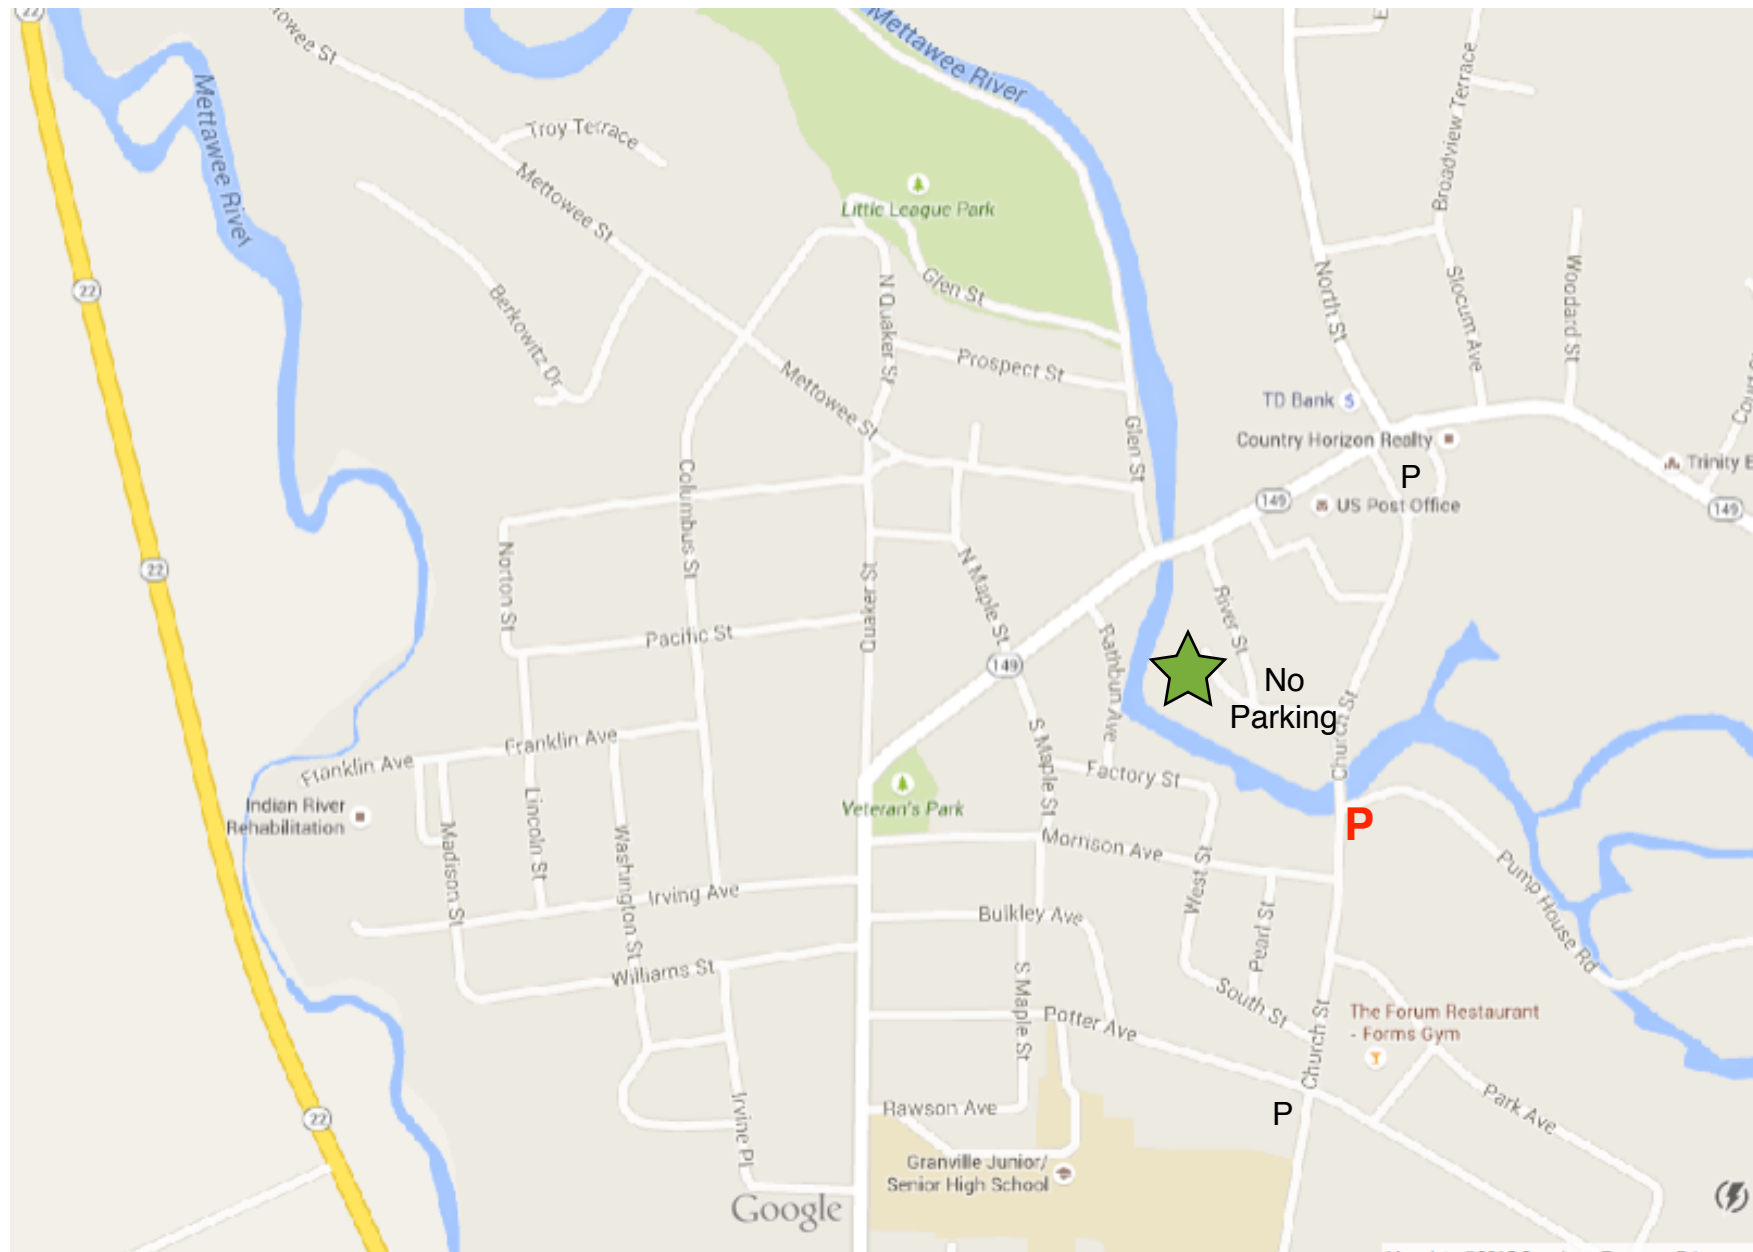 22
Mettawee River
Troy Terrace
Mettowee St
Mettawee River
Little League Park
Glen St
N Quaker St
Prospect St
Berkowitz Dr
Mettowee St
Glen St
North St
Broadview Terrace
Slocum Ave
Woodard St
22
TD Bank
$
Country Horizon Realty
P
149
US Post Office
149
Columbus St
Norton St
22
Quaker St
N Maple St
River St
Rathbun Ave
Pacific St
149
No
Parking
Church St
S Maple St
Franklin Ave
Franklin Ave
Factory St
Indian River
Rehabilitation
Veteran's Park
P
Morrison Ave
Lincoln St
Madison St
Washington St
Irving Ave
West St
Pearl St
Pump House Rd
Bulkley Ave
Williams St
S Maple St
South St
Potter Ave
Church St
The Forum Restaurant
- Forms Gym
Park Ave
P
Rawson Ave
22
Irvine Pl
Granville Junior/
Senior High School
Google